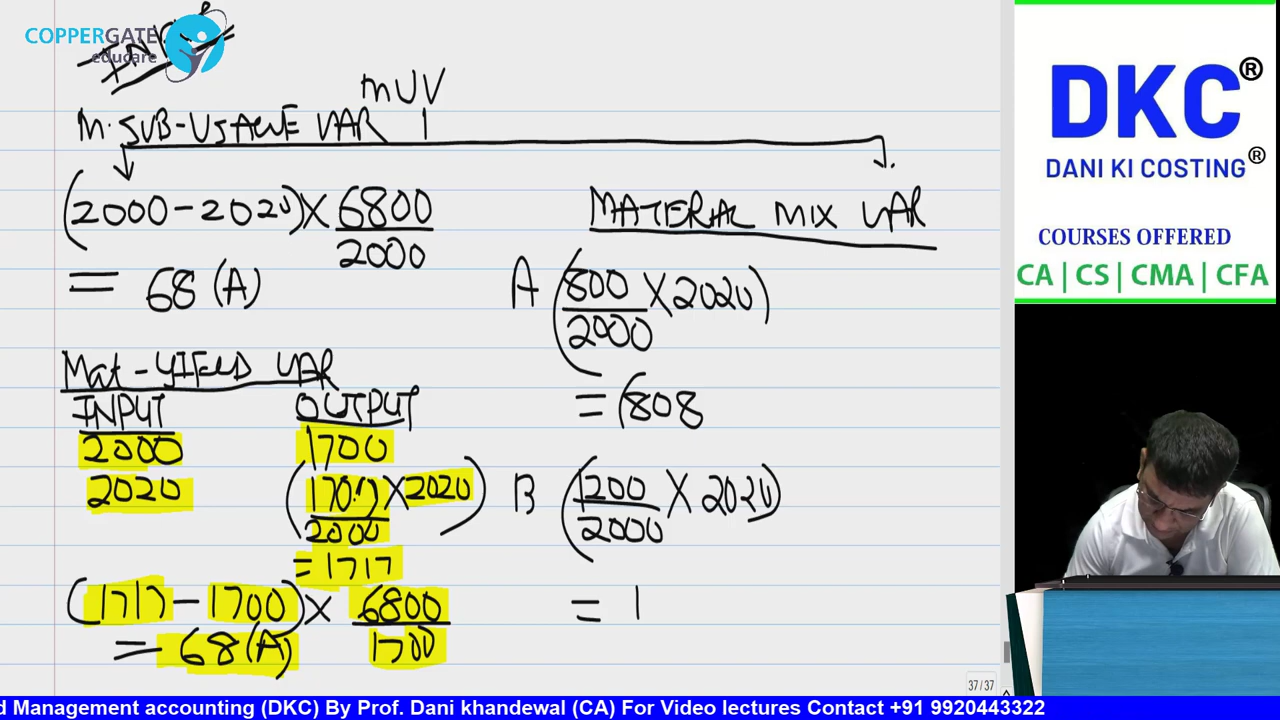 COPPERGATE
educare
mUV
M. SUB-USAGE VAR
(2000-2020) X 6800
2000
= 68 (A)
Mat-YIELD VAR
INPUT OUTPUT
2000 1700
2020 (1700 X 2020)
2000
= 1717
(1717-1700) X 6800
1700
= 68(A)
MATERIAL MIX VAR
A (800 X 2020)
2000
= (808
B (1200 X 2020)
2000
= 1
37/37
DKC®
DANI KI COSTING®
COURSES OFFERED
CA | CS | CMA | CFA
d Management accounting (DKC) By Prof. Dani khandewal (CA) For Video lectures Contact +91 9920443322